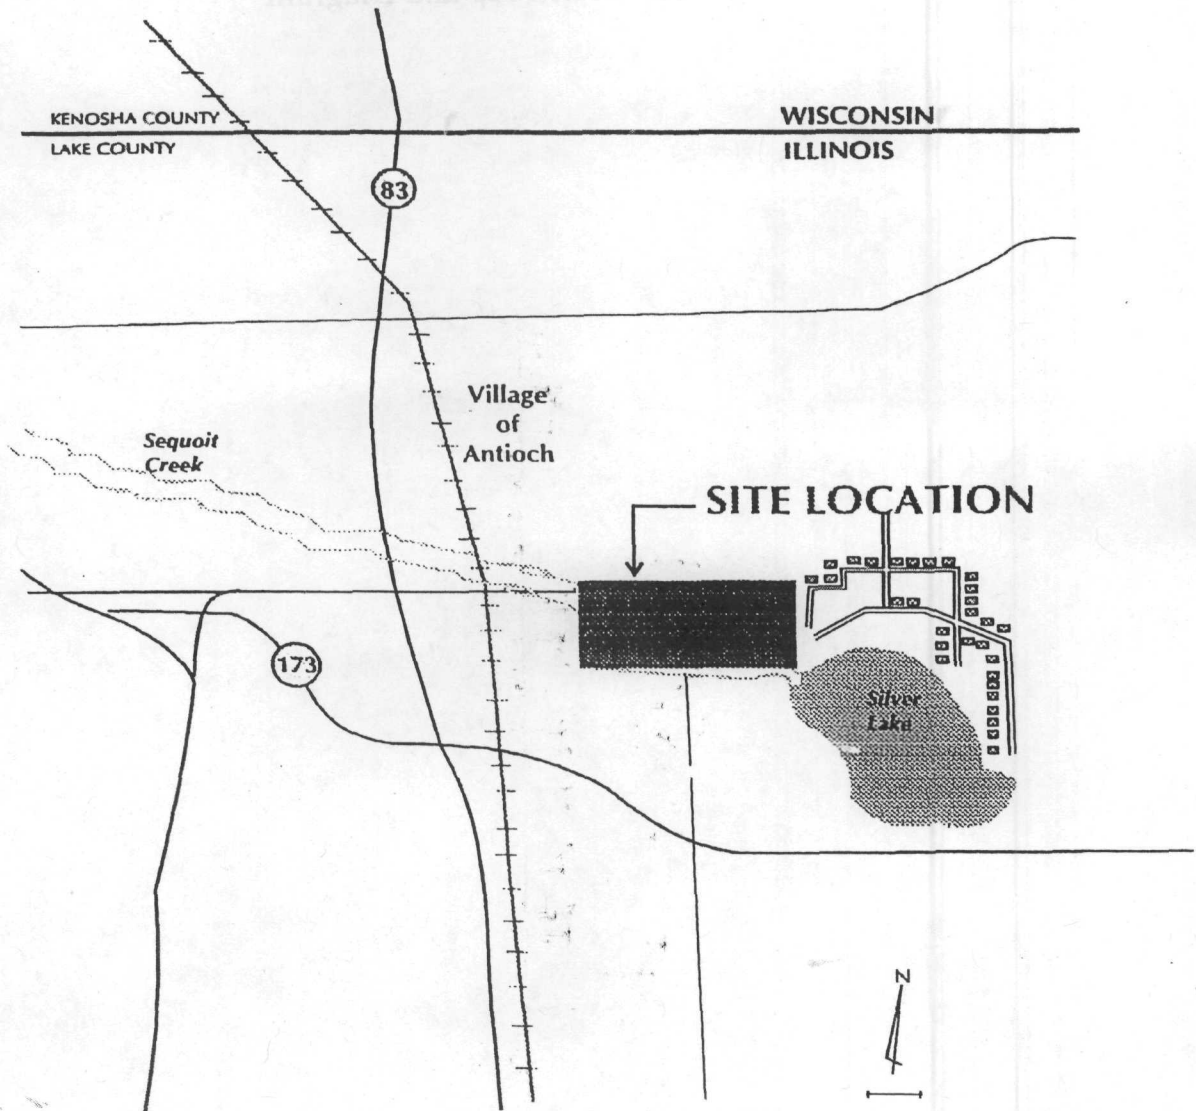 KENOSHA COUNTY
LAKE COUNTY
WISCONSIN
ILLINOIS
83
Village
of
Antioch
Sequoit
Creek
SITE LOCATION
173
Silver
Lake
N